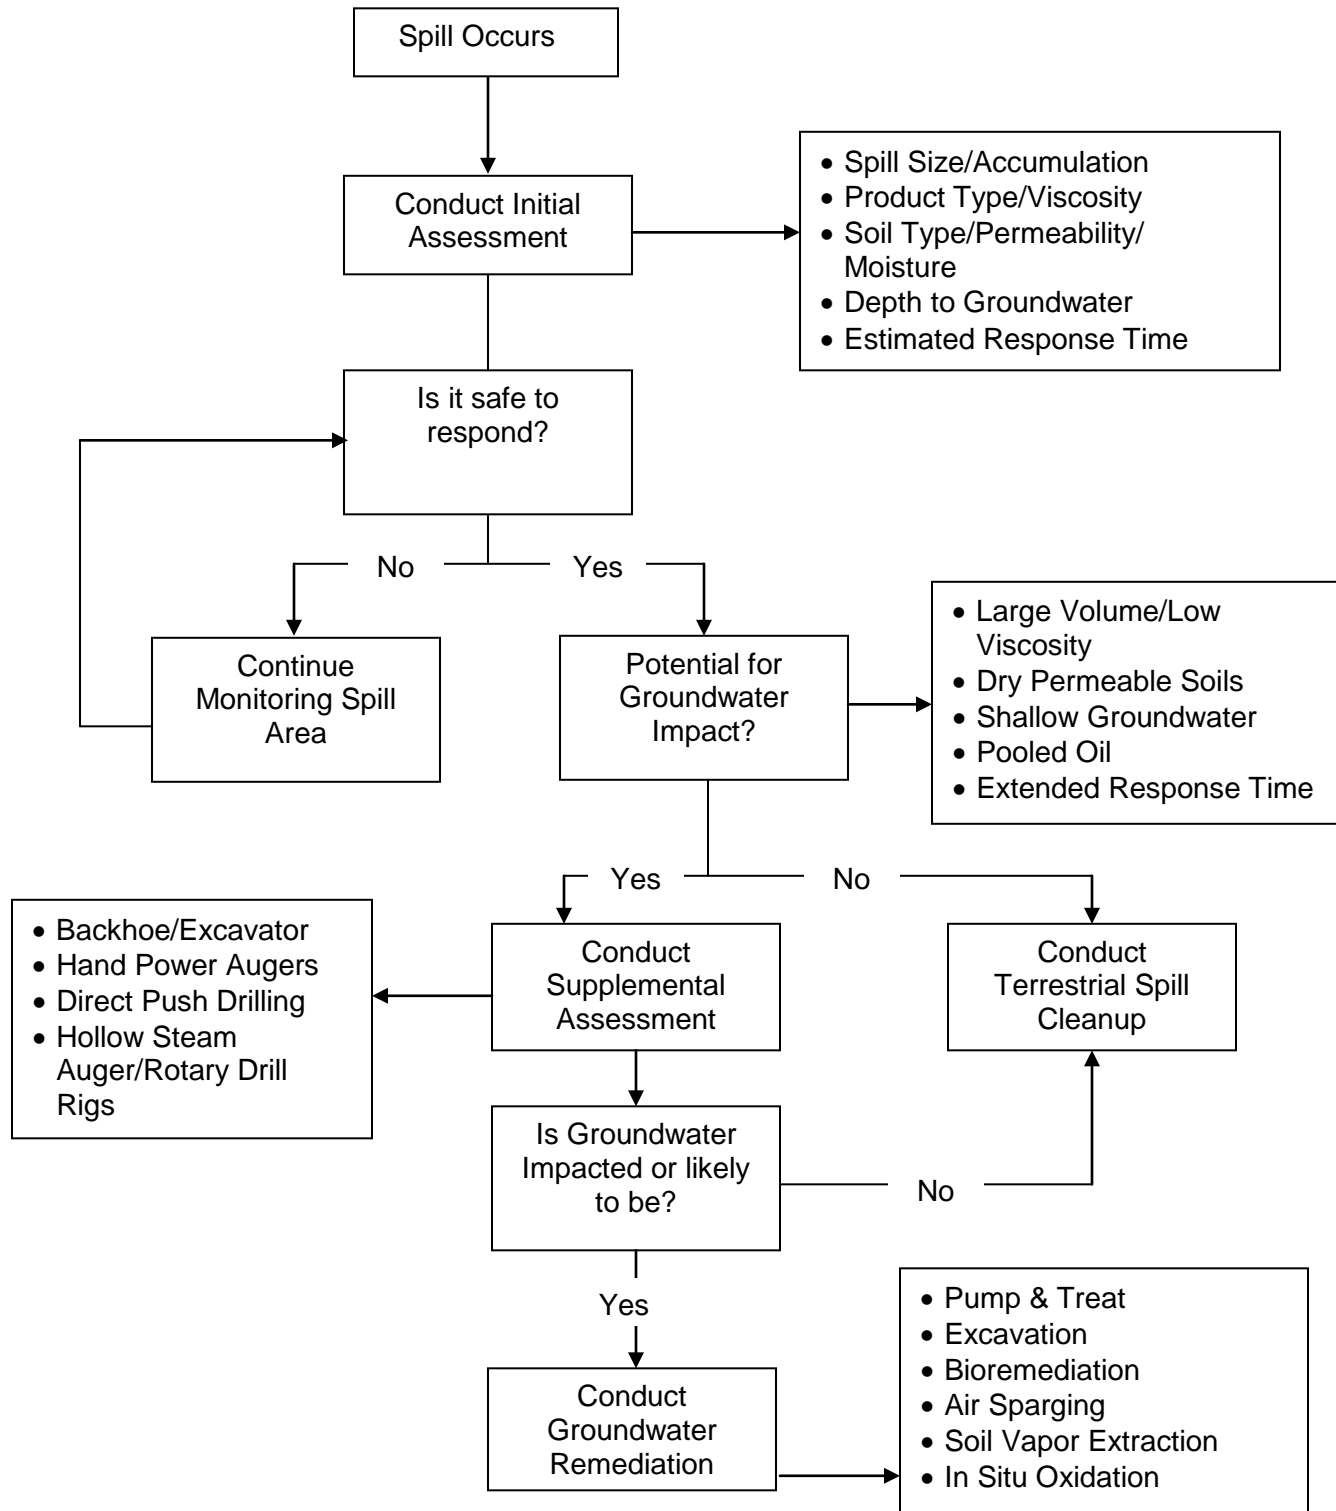 Spill Occurs
Conduct Initial
Assessment
• Spill Size/Accumulation
• Product Type/Viscosity
• Soil Type/Permeability/
Moisture
• Depth to Groundwater
• Estimated Response Time
Is it safe to
respond?
No
Yes
Continue
Monitoring Spill
Area
Potential for
Groundwater
Impact?
• Large Volume/Low
Viscosity
• Dry Permeable Soils
• Shallow Groundwater
• Pooled Oil
• Extended Response Time
Yes
No
• Backhoe/Excavator
• Hand Power Augers
• Direct Push Drilling
• Hollow Steam
Auger/Rotary Drill
Rigs
Conduct
Supplemental
Assessment
Conduct
Terrestrial Spill
Cleanup
Is Groundwater
Impacted or likely
to be?
No
Yes
Conduct
Groundwater
Remediation
• Pump & Treat
• Excavation
• Bioremediation
• Air Sparging
• Soil Vapor Extraction
• In Situ Oxidation